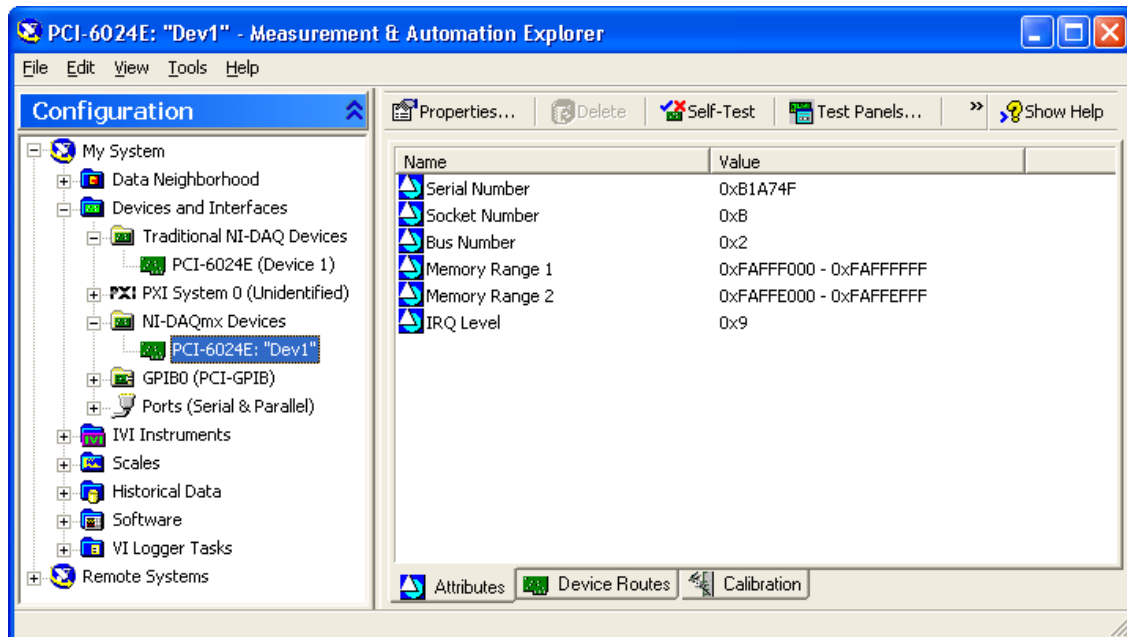 PCI-6024E: "Dev1" - Measurement & Automation Explorer
File Edit View Tools Help
Configuration
Properties... Delete Self-Test Test Panels... » Show Help
My System
Data Neighborhood
Devices and Interfaces
Traditional NI-DAQ Devices
PCI-6024E (Device 1)
PXI PXI System 0 (Unidentified)
NI-DAQmx Devices
PCI-6024E: "Dev1"
GPIB0 (PCI-GPIB)
Ports (Serial & Parallel)
IVI IVI Instruments
Scales
Historical Data
Software
VI Logger Tasks
Remote Systems
Name Value
Serial Number 0xB1A74F
Socket Number 0xB
Bus Number 0x2
Memory Range 1 0xFAFFF000 - 0xFAFFFFFF
Memory Range 2 0xFAFFE000 - 0xFAFFEFFF
IRQ Level 0x9
Attributes Device Routes Calibration